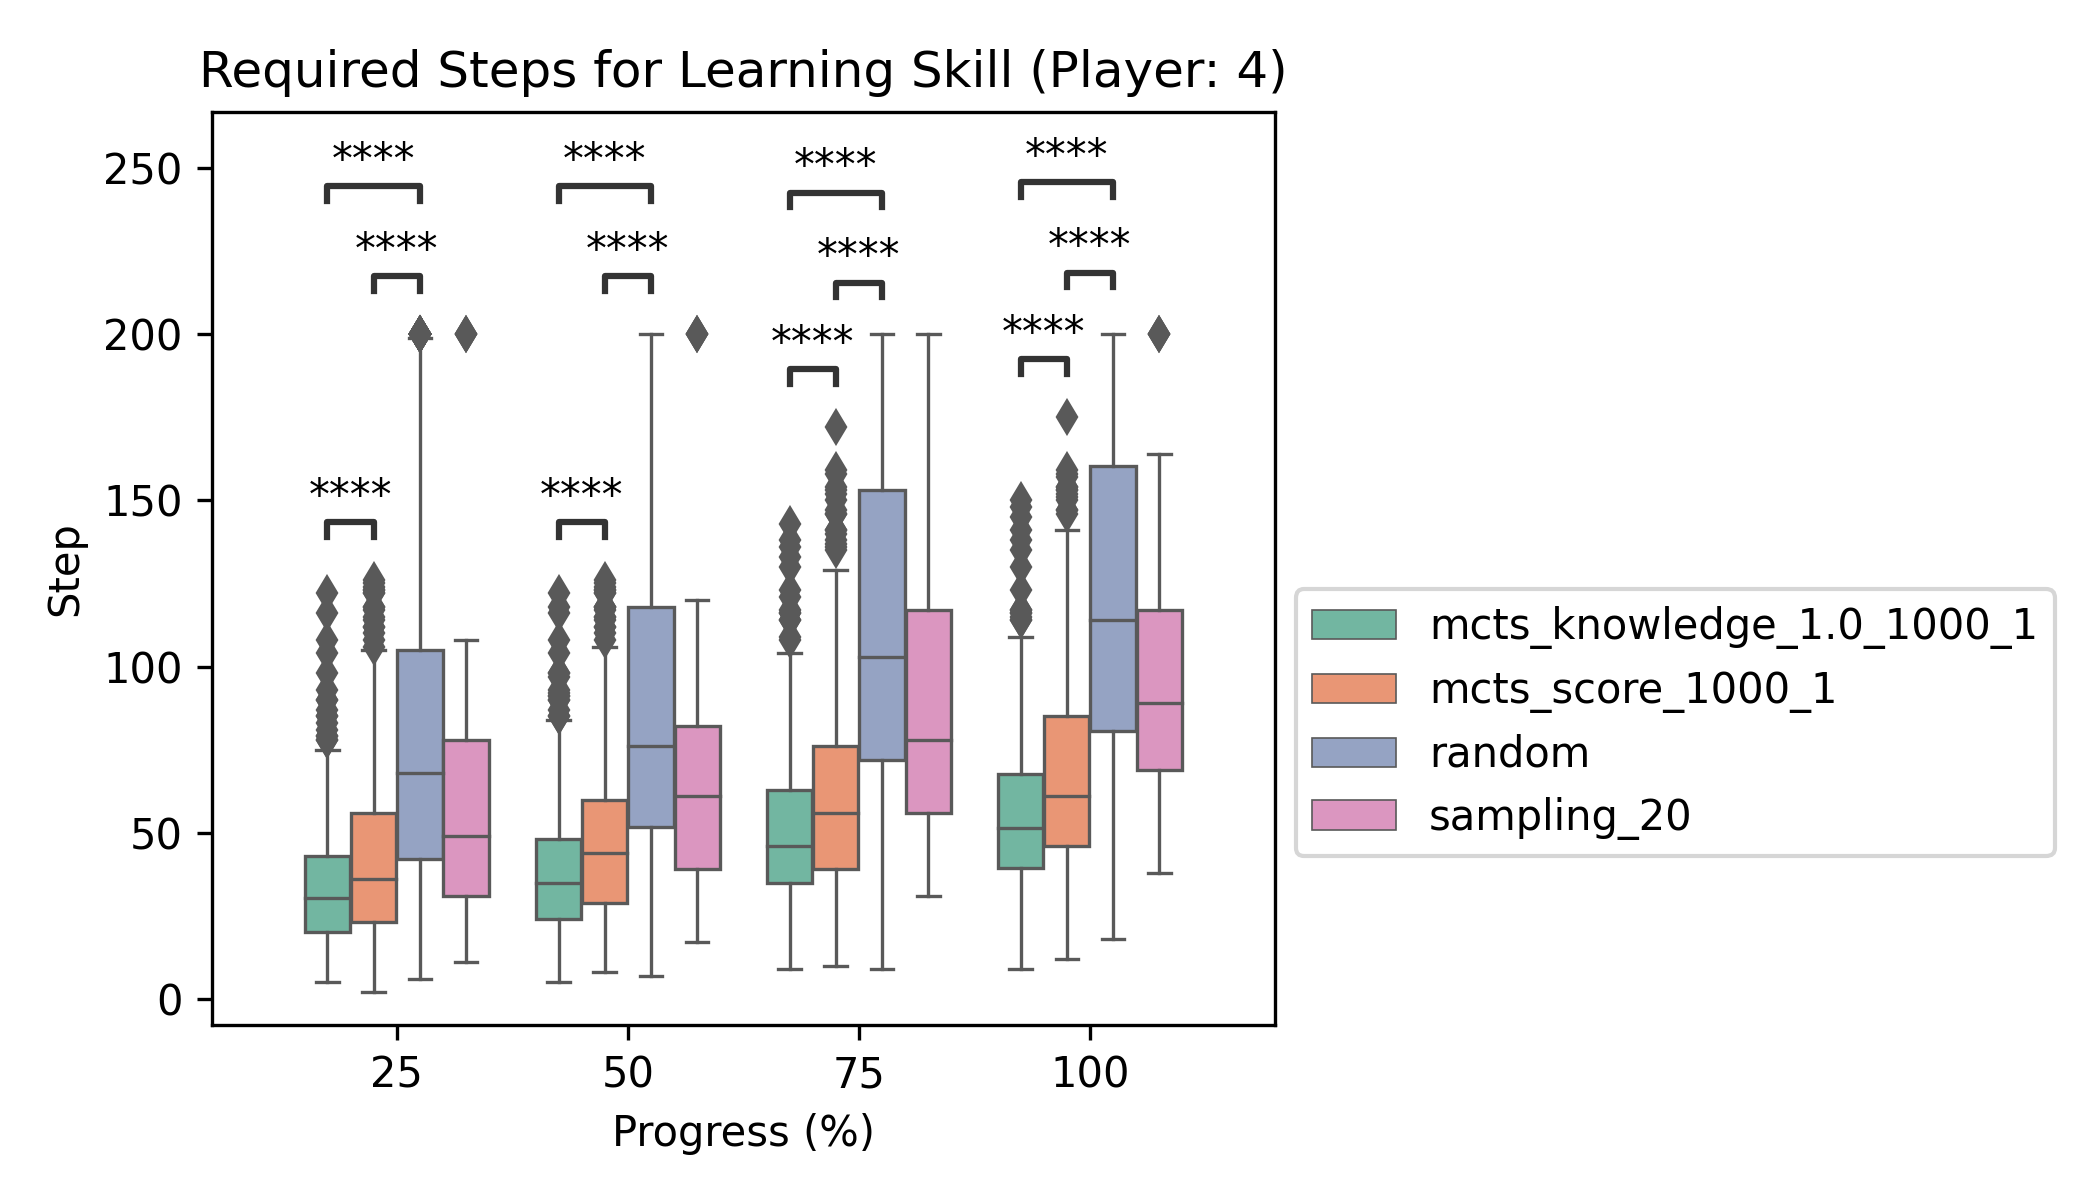 Required Steps for Learning Skill (Player: 4)
250
200
150
100
50
0
Step
**** **** **** ****
**** **** **** ****
**** ****
**** ****
25 50 75 100
Progress (%)
mcts_knowledge_1.0_1000_1
mcts_score_1000_1
random
sampling_20